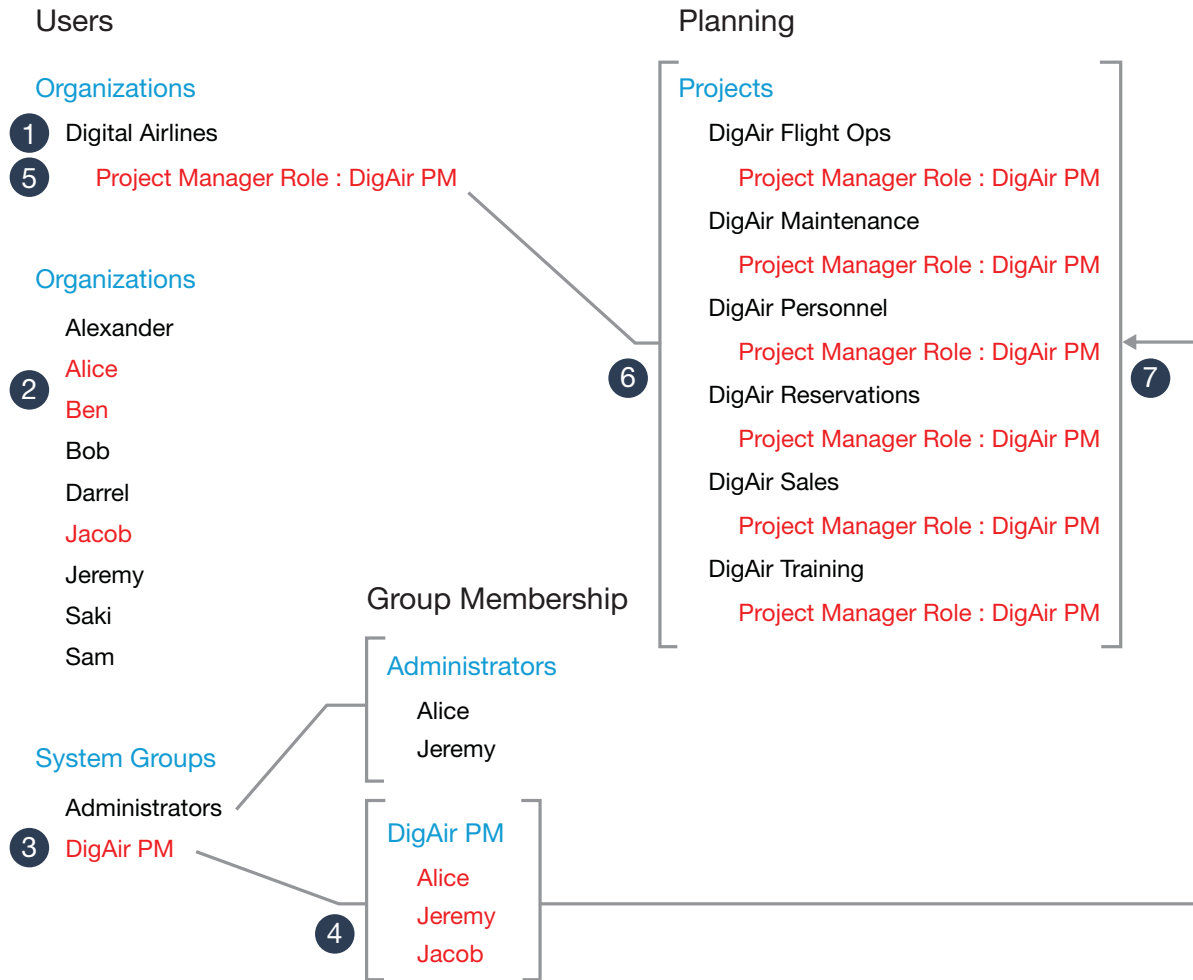 Users
Organizations
1 Digital Airlines
5 Project Manager Role : DigAir PM
Organizations
Alexander
2
Alice
Ben
Bob
Darrel
Jacob
Jeremy
Saki
Sam
System Groups
Administrators
3 DigAir PM
Group Membership
Administrators
Alice
Jeremy
DigAir PM
Alice
Jeremy
Jacob
4
Planning
Projects
DigAir Flight Ops
Project Manager Role : DigAir PM
DigAir Maintenance
Project Manager Role : DigAir PM
DigAir Personnel
Project Manager Role : DigAir PM
6
7
DigAir Reservations
Project Manager Role : DigAir PM
DigAir Sales
Project Manager Role : DigAir PM
DigAir Training
Project Manager Role : DigAir PM